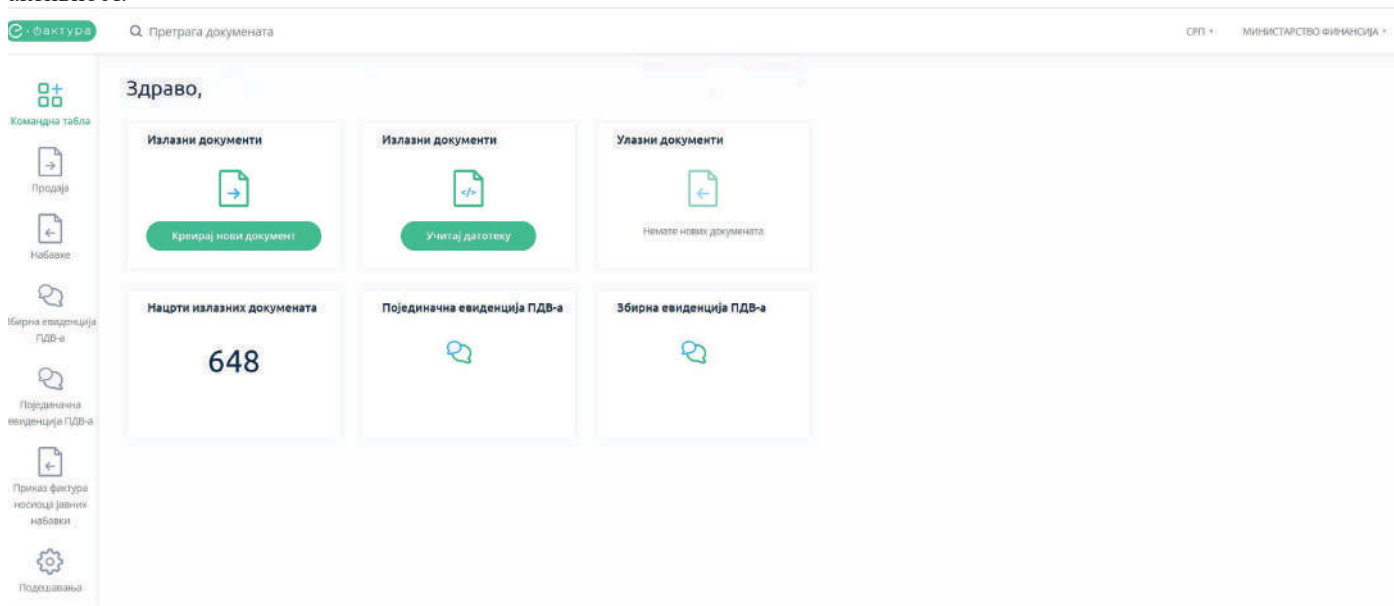 е·Фактура
Претрага докумената
СРП
МИНИСТАРСТВО ФИНАНСИЈА
Здраво,
Командна табла
Продаја
Набавке
Збирна евиденција
ПДВ-а
Појединачна
евиденција ПДВ-а
Приказ фактура
носиоца јавних
набавки
Подешавања
Излазни документи
Креирај нови документ
Излазни документи
</>
Учитај датотеку
Улазни документи
Немате нових докумената
Нацрти излазних докумената
648
Појединачна евиденција ПДВ-а
Збирна евиденција ПДВ-а